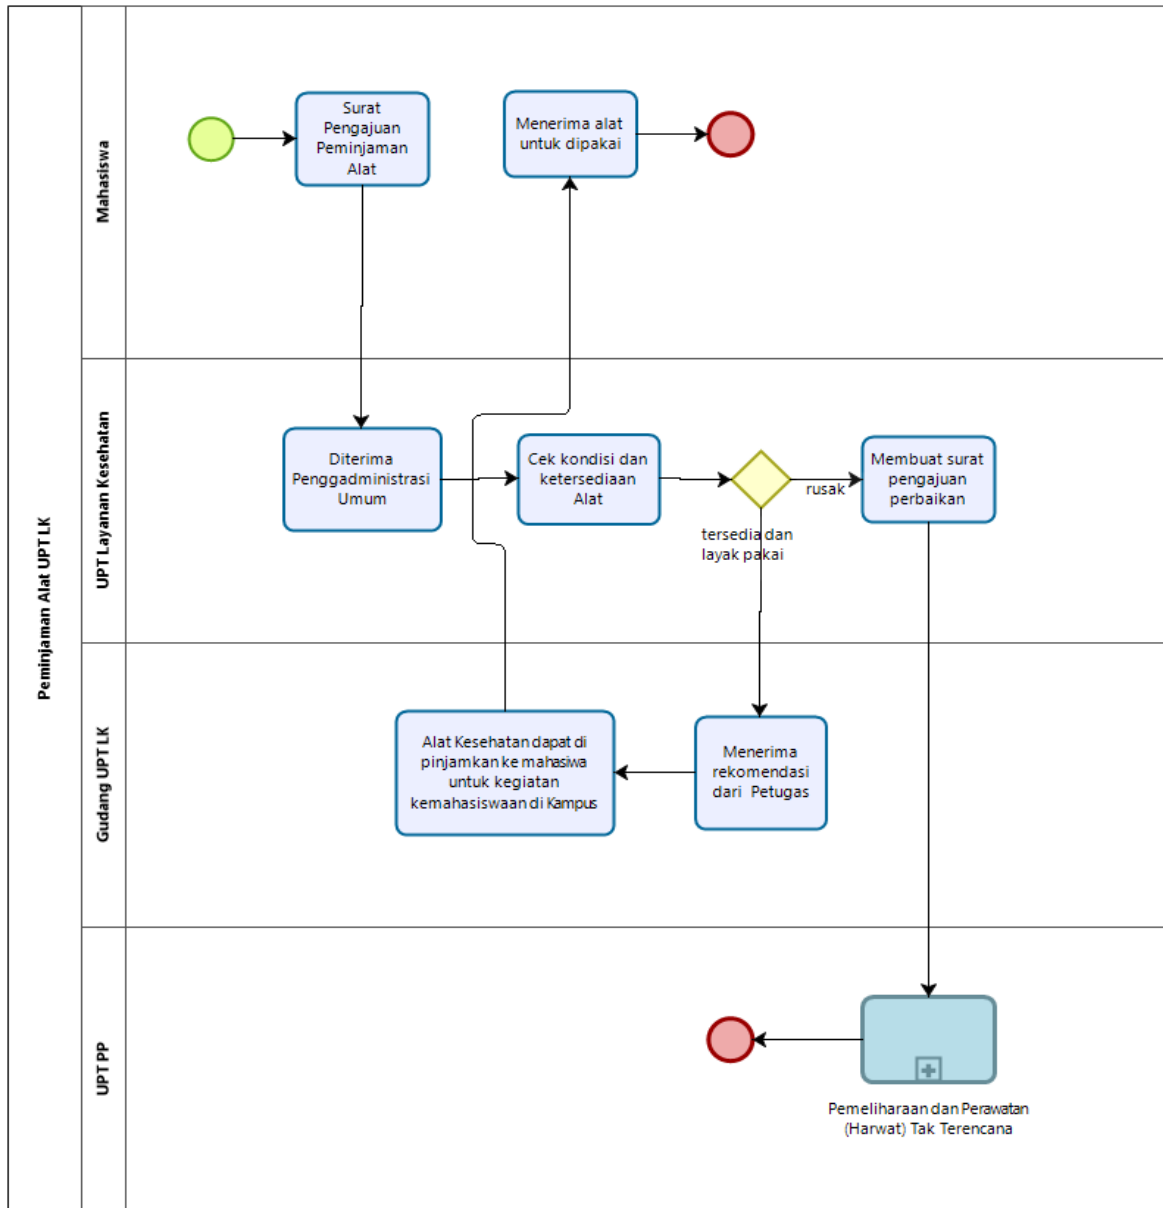 Peminjaman Alat UPT LK
Mahasiswa
Surat
Pengajuan
Peminjaman
Alat
Menerima alat
untuk dipakai
UPT Layanan Kesehatan
Diterima
Penggadministrasi
Umum
Cek kondisi dan
ketersediaan
Alat
rusak
tersedia dan
layak pakai
Membuat surat
pengajuan
perbaikan
Gudang UPT LK
Alat Kesehatan dapat di
pinjamkan ke mahasiwa
untuk kegiatan
kemahasiswaan di Kampus
Menerima
rekomendasi
dari Petugas
UPT PP
Pemeliharaan dan Perawatan
(Harwat) Tak Terencana